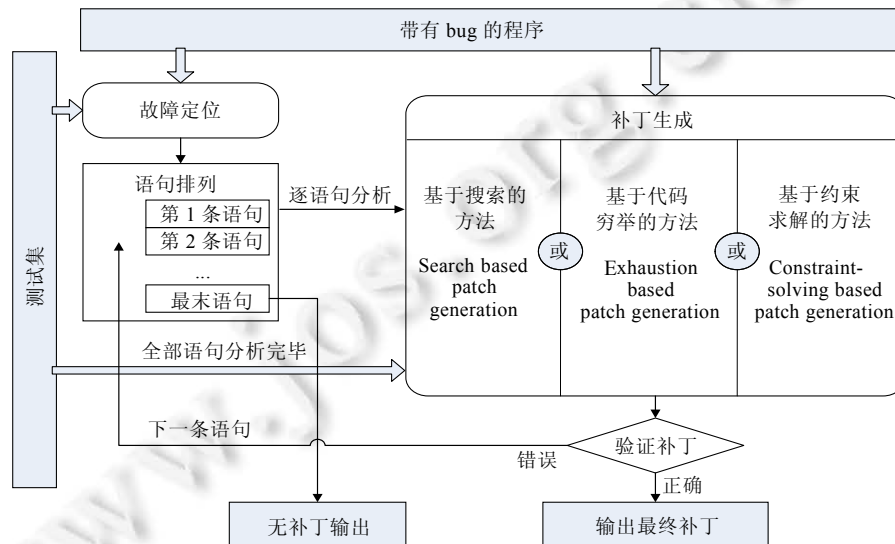 带有 bug 的程序
测试集
故障定位
语句排列
第 1 条语句
第 2 条语句
...
最末语句
逐语句分析
补丁生成
基于搜索的
方法
Search based
patch
generation
或
基于代码
穷举的方法
Exhaustion
based
patch generation
或
基于约束
求解的方法
Constraint-
solving based
patch generation
全部语句分析完毕
下一条语句
验证补丁
错误
正确
无补丁输出
输出最终补丁
www.jos.org.